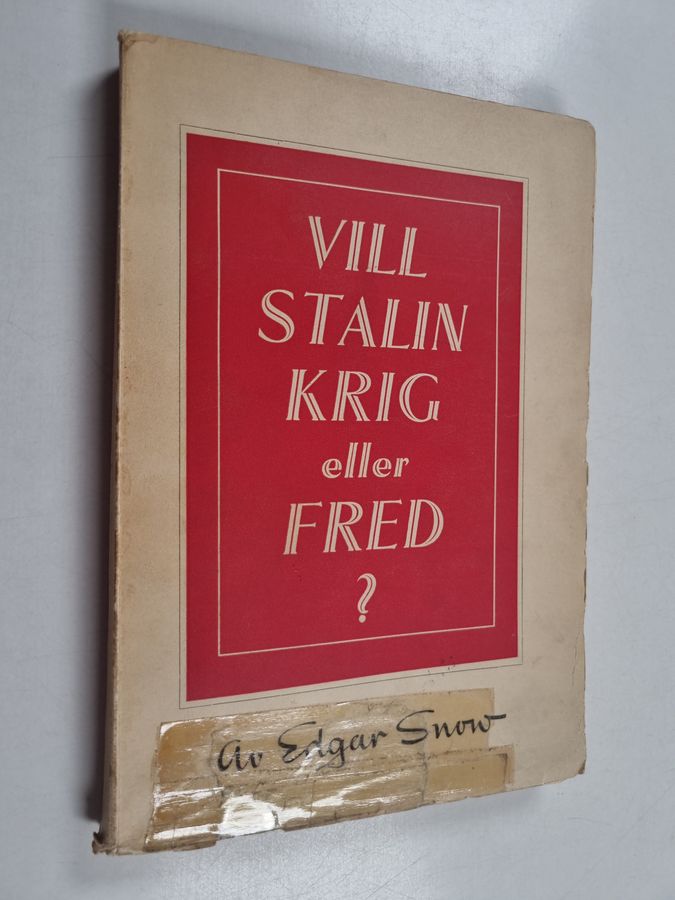 VILL
STALIN
KRIG
eller
FRED
?
Av Edgar Snow